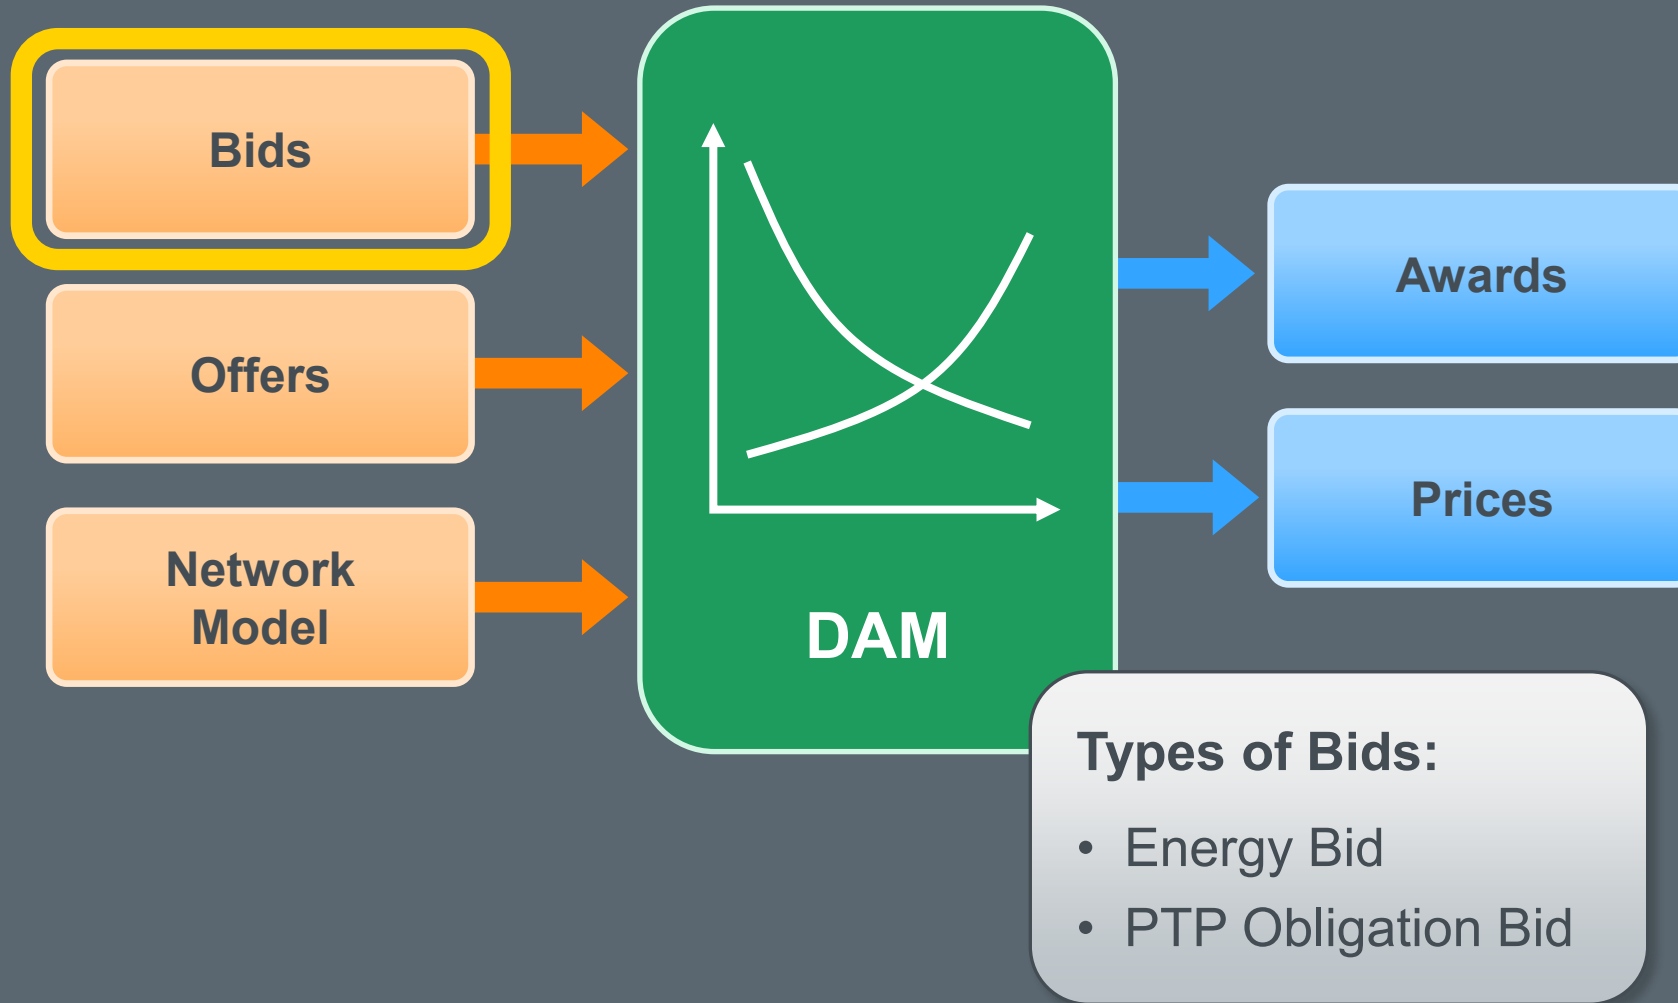 Bids
Offers
Network
Model
DAM
Awards
Prices
Types of Bids:
• Energy Bid
• PTP Obligation Bid